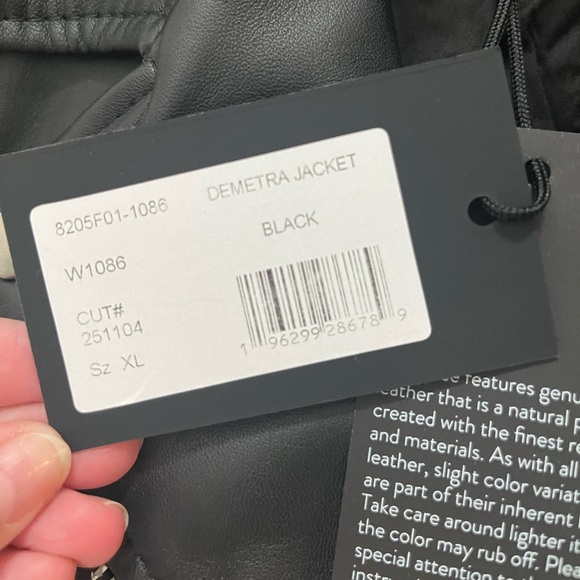 8205F01-1086 DEMETRA JACKET
W1086 BLACK
CUT#
251104
Sz XL
1 96299 28678 9
features genu
leather that is a natural
created with the finest
and materials. As with all
leather, slight color variat
are part of their inherent
Take care around lighter
the color may rub off. Plea
special attention